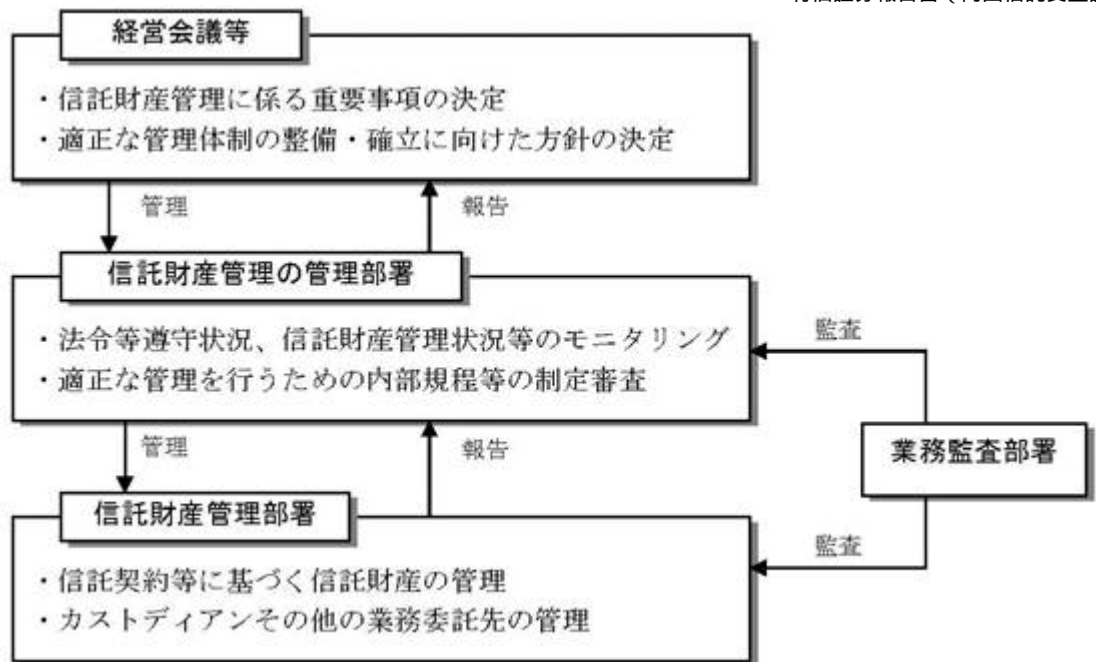 経営会議等
・信託財産管理に係る重要事項の決定
・適正な管理体制の整備・確立に向けた方針の決定
管理
報告
信託財産管理の管理部署
・法令等遵守状況、信託財産管理状況等のモニタリング
・適正な管理を行うための内部規程等の制定審査
監査
管理
報告
業務監査部署
信託財産管理部署
監査
・信託契約等に基づく信託財産の管理
・カストディアンその他の業務委託先の管理